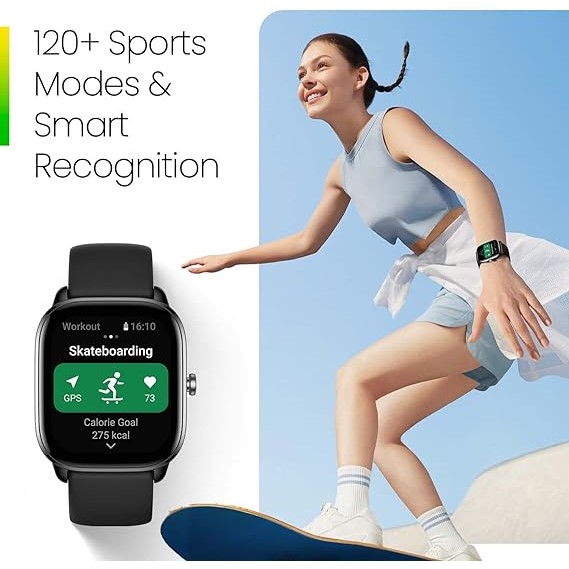 120+ Sports
Modes &
Smart
Recognition
Workout 16:10
Skateboarding
GPS 73
Calorie Goal
275 kcal